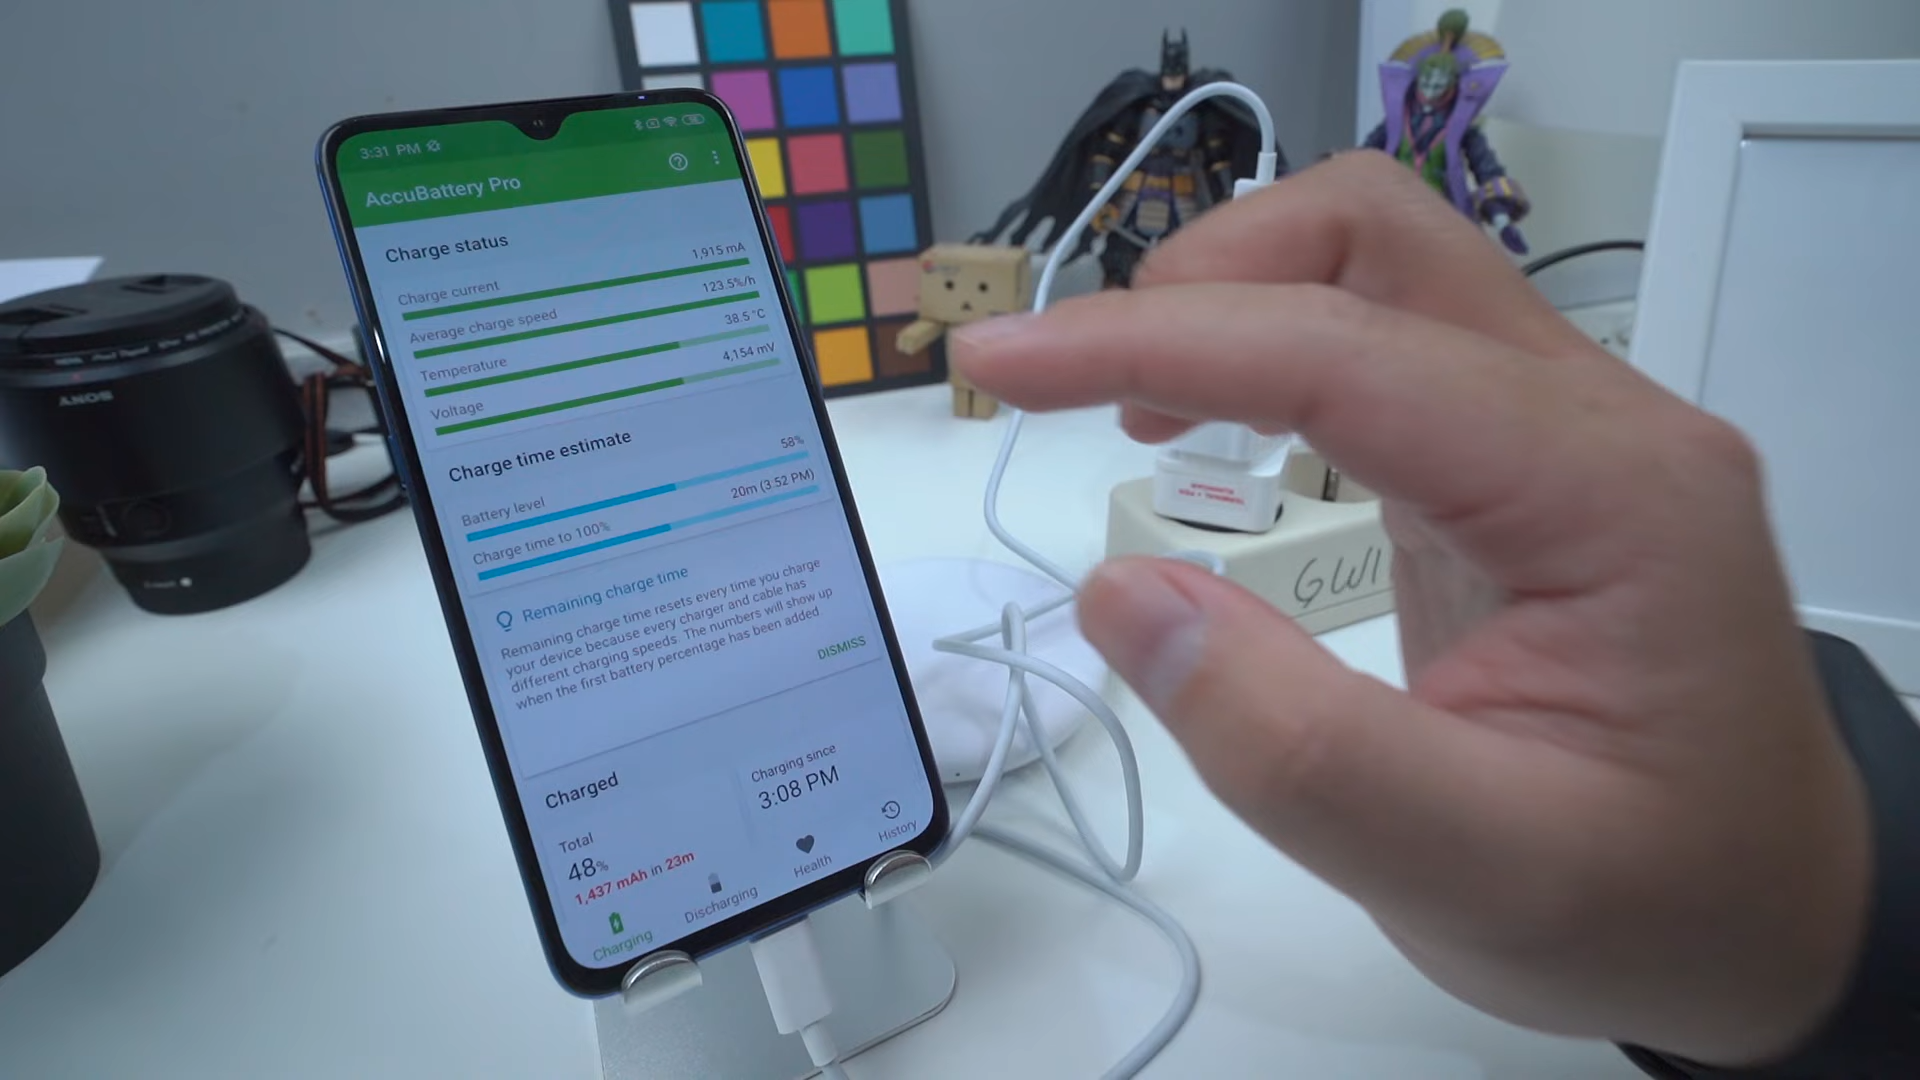 3:31 PM
AccuBattery Pro
Charge status
Charge current 1,915 mA
Average charge speed 123.5%/h
Temperature 38.5 °C
Voltage 4,154 mV
Charge time estimate
Battery level 58%
Charge time to 100% 20m (3:52 PM)
Remaining charge time
Remaining charge time resets every time you charge
your device because every charger and cable has
different charging speeds. The numbers will show up
when the first battery percentage has been added
DISMISS
Charged
Charging since
3:08 PM
Total
48%
1,437 mAh in 23m
Charging
Discharging
Health
History
SONY